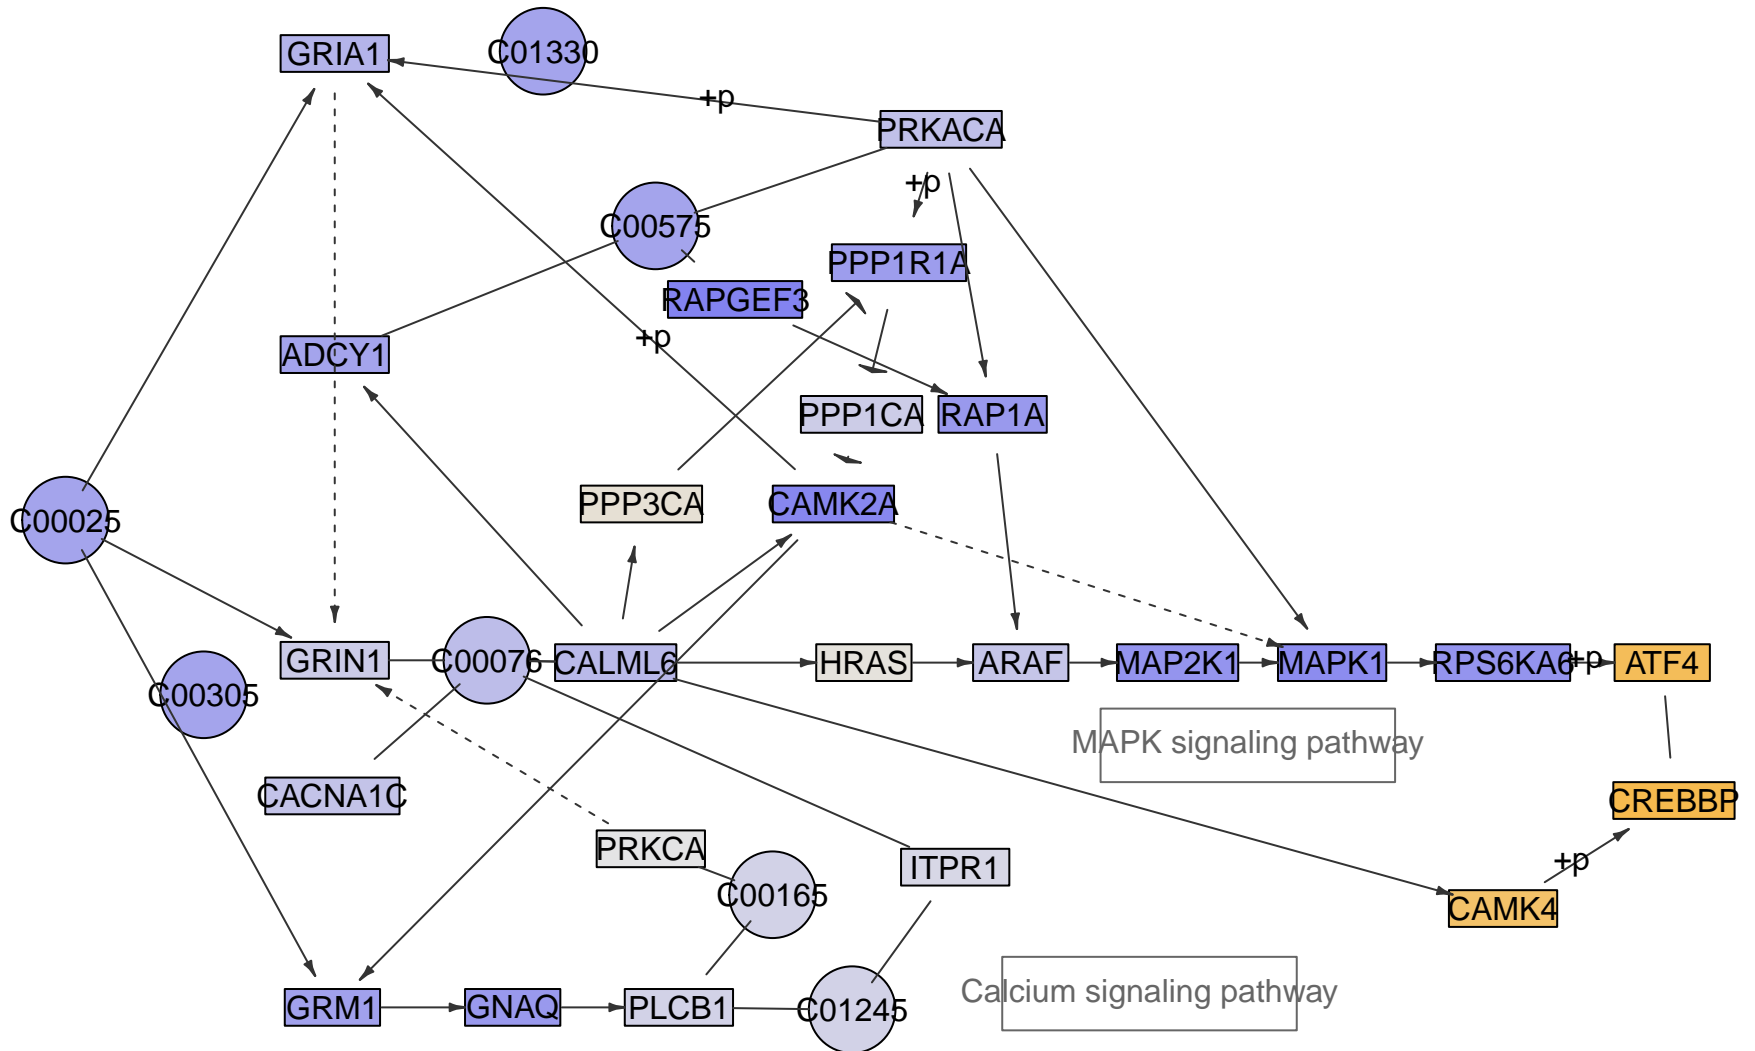 GRIA1
C01330
+p
PRKACA
+p
C00575
PPP1R1A
RAPGEF3
+p
ADCY1
PPP1CA
RAP1A
PPP3CA
CAMK2A
C00025
GRIN1
C00076
CALML6
HRAS
ARAF
MAP2K1
MAPK1
RPS6KA6
+p
ATF4
C00305
MAPK signaling pathway
CACNA1C
CREBBP
PRKCA
ITPR1
+p
C00165
CAMK4
Calcium signaling pathway
GRM1
GNAQ
PLCB1
C01245